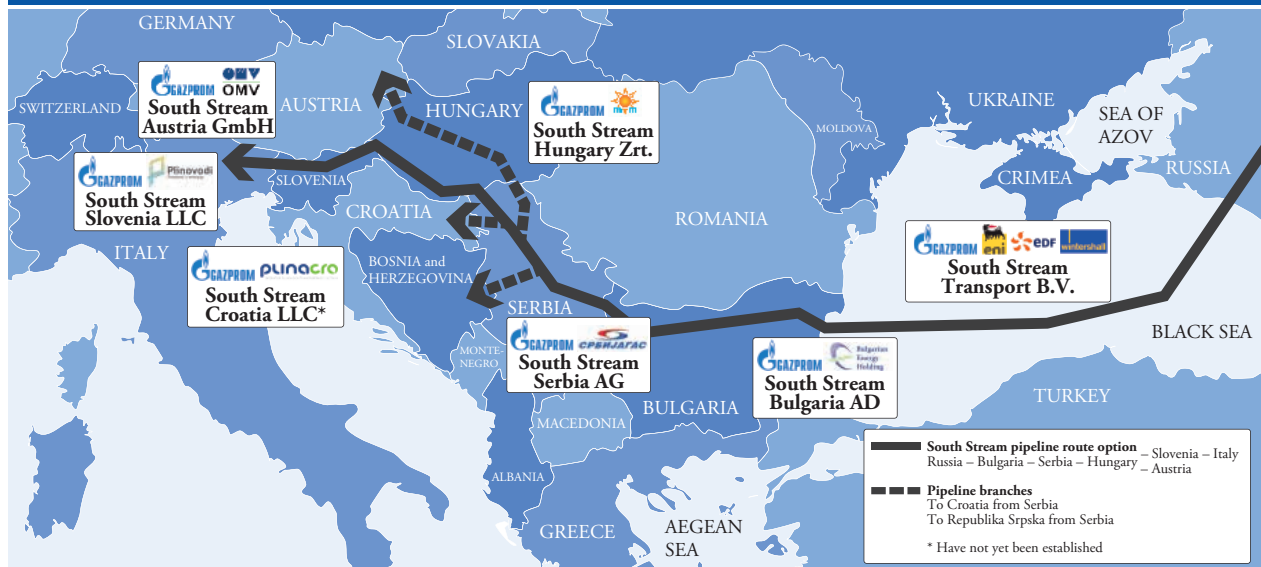 GERMANY
SLOVAKIA
SWITZERLAND
AUSTRIA
HUNGARY
UKRAINE
MOLDOVA
SEA OF
AZOV
RUSSIA
CRIMEA
GAZPROM
OMV
South Stream
Austria GmbH
GAZPROM
mvm
South Stream
Hungary Zrt.
GAZPROM Plinovodi
South Stream
Slovenia LLC
SLOVENIA
CROATIA
ROMANIA
ITALY
GAZPROM PLINACRO
South Stream
Croatia LLC*
BOSNIA and
HERZEGOVINA
GAZPROM eni eDF wintershall
South Stream
Transport B.V.
SERBIA
BLACK SEA
MONTE-
NEGRO
GAZPROM СРБИЈАГАС
South Stream
Serbia AG
GAZPROM
Bulgarian
Energy
Holding
South Stream
Bulgaria AD
BULGARIA
TURKEY
MACEDONIA
ALBANIA
GREECE
AEGEAN
SEA
South Stream pipeline route option
Russia – Bulgaria – Serbia – Hungary
– Slovenia – Italy
– Austria
Pipeline branches
To Croatia from Serbia
To Republika Srpska from Serbia
* Have not yet been established